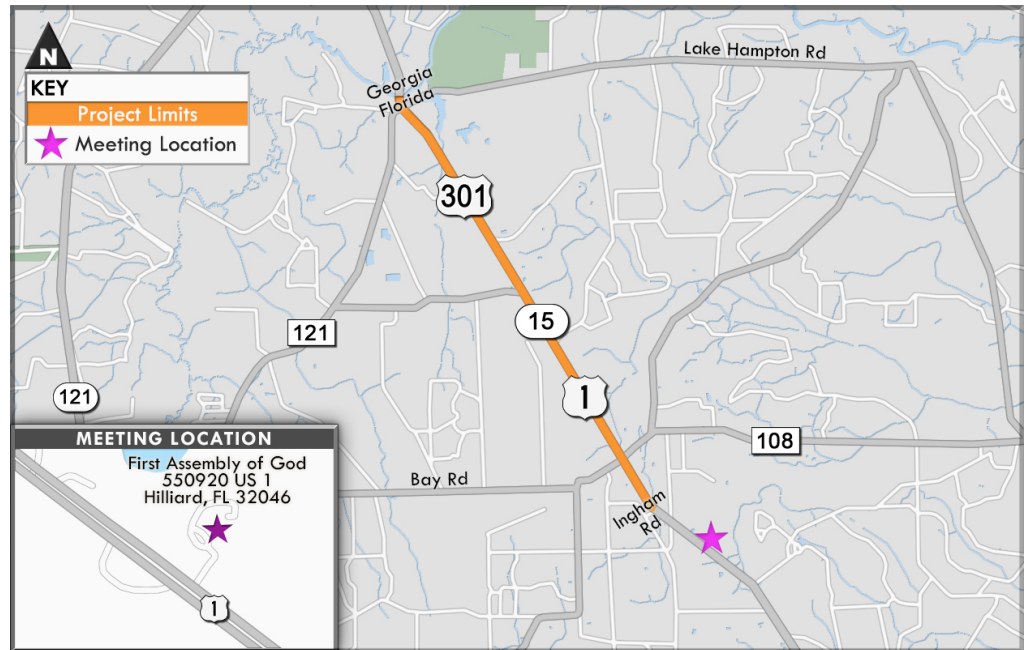 N
KEY
Project Limits
Meeting Location
Lake Hampton Rd
Georgia
Florida
301
15
121
121
1
108
Bay Rd
Ingham
Rd
MEETING LOCATION
First Assembly of God
550920 US 1
Hilliard, FL 32046
1